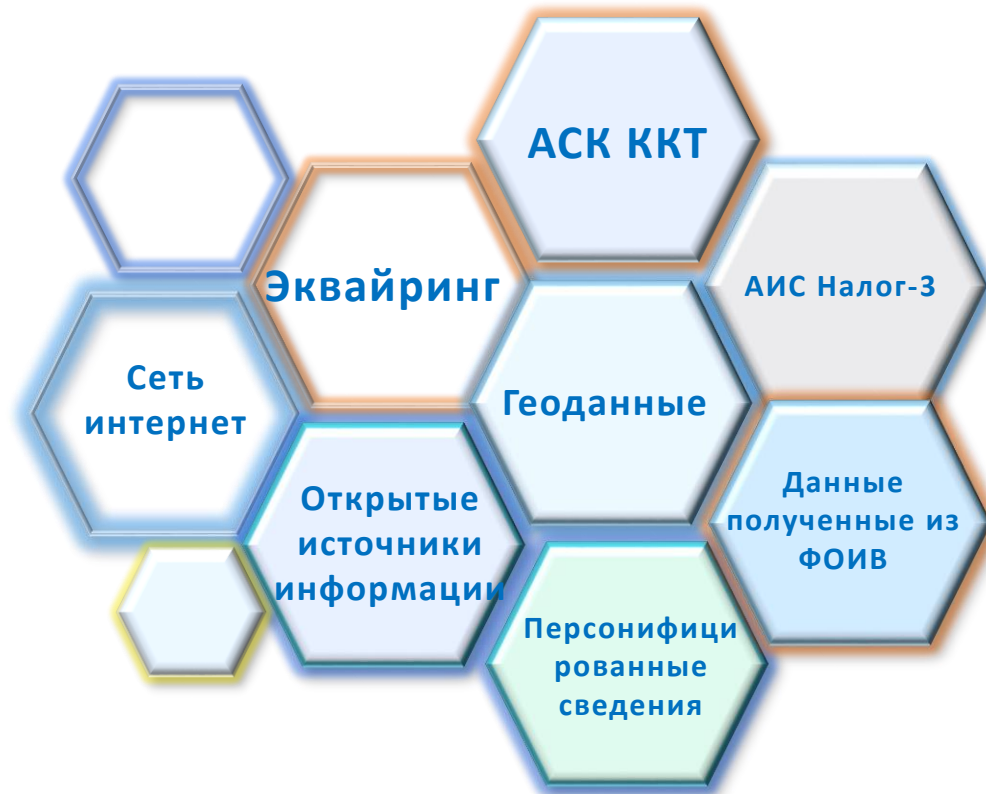 АСК ККТ
Эквайринг
АИС Налог-3
Сеть
интернет
Геоданные
Открытые
источники
информации
Данные
полученные из
ФОИВ
Персонифици
рованные
сведения